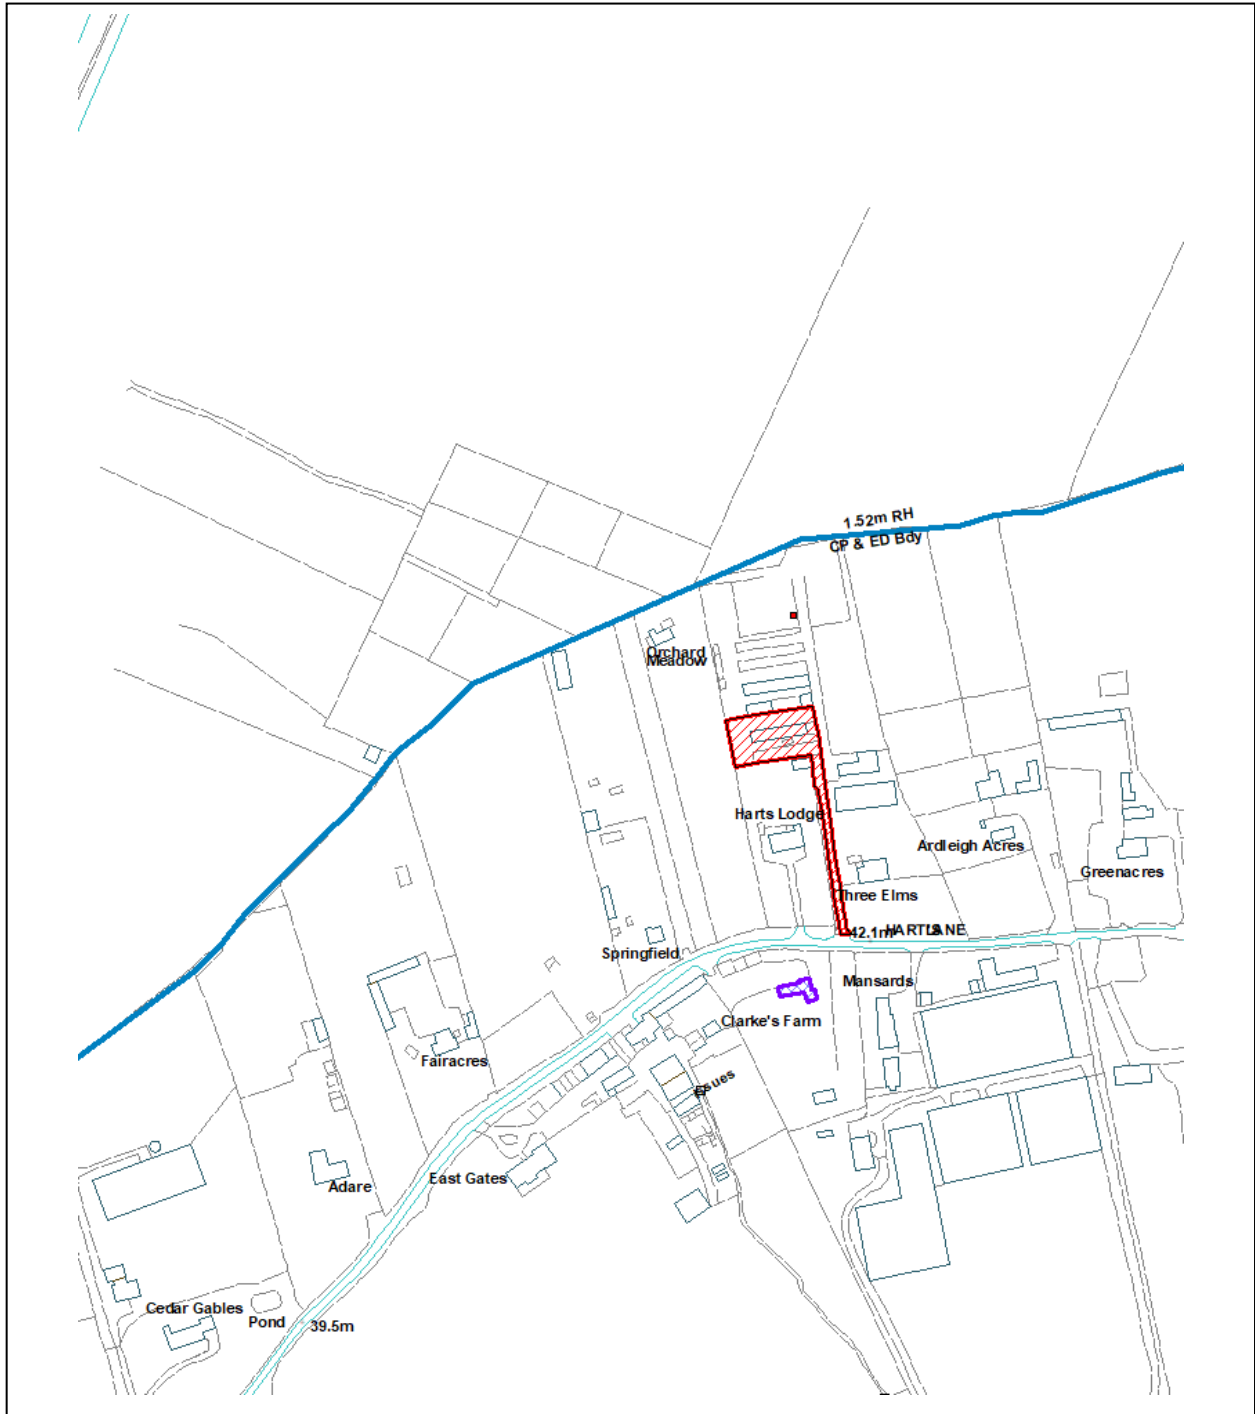 1.52m RH
CP & ED Bdy
Orchard
Meadow
Harts Lodge
Ardleigh Acres
Greenacres
Three Elms
42.1m
HARTS LANE
Springfield
Mansards
Clarke's Farm
Fairacres
East Gates
Adare
Cedar Gables
Pond
39.5m